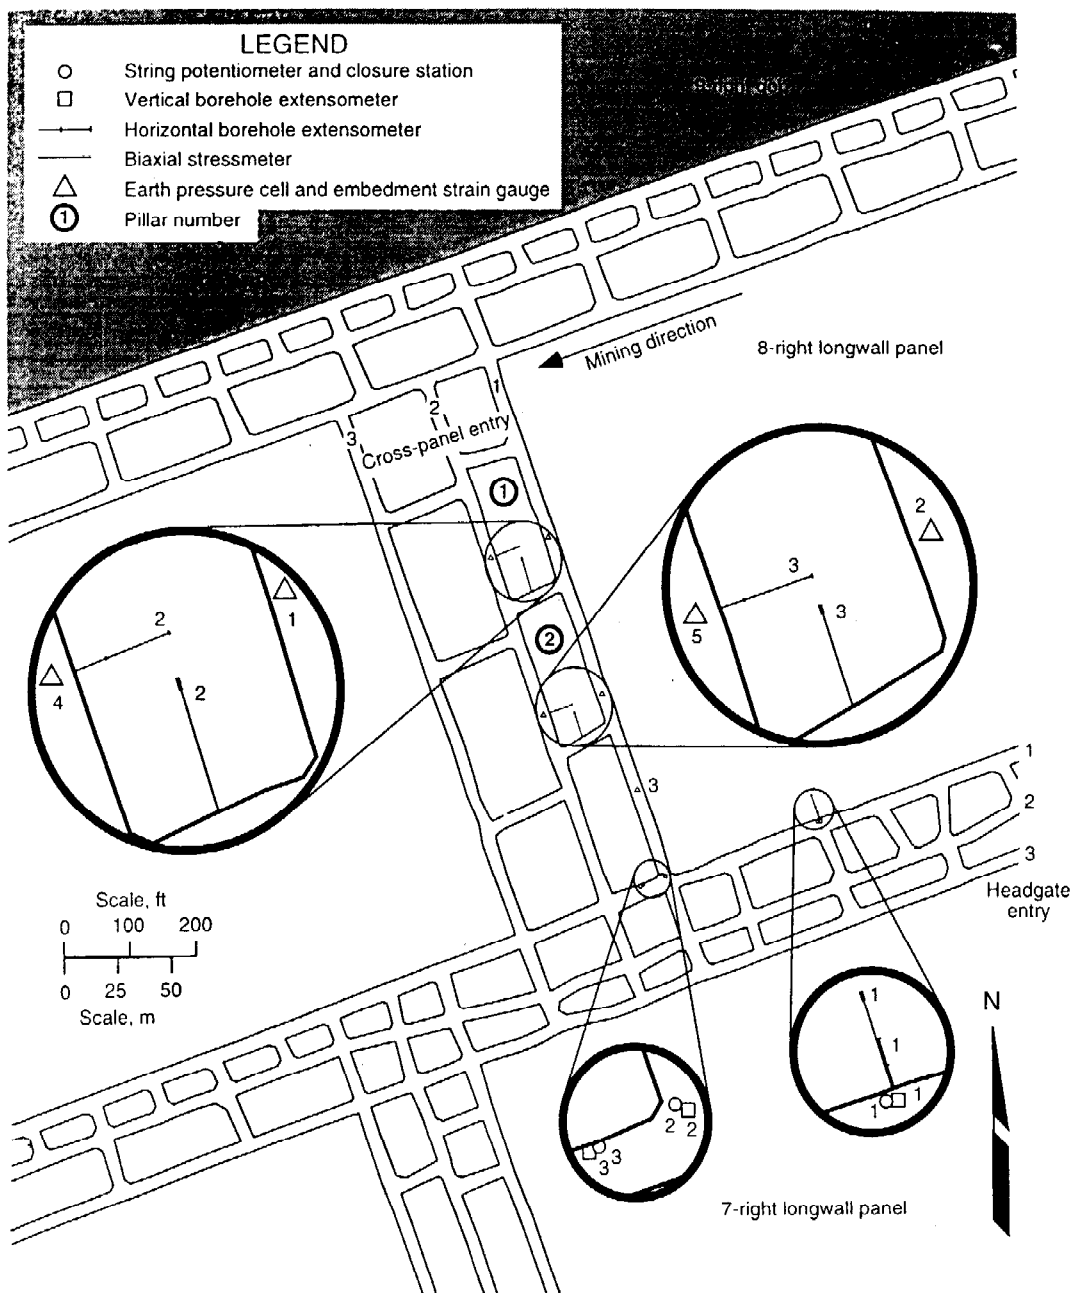 LEGEND
String potentiometer and closure station
Vertical borehole extensometer
Horizontal borehole extensometer
Biaxial stressmeter
Earth pressure cell and embedment strain gauge
1 Pillar number
Mining direction
8-right longwall panel
1
2
3
Cross-panel entry
1
2
3
2
2
1
4
2
3
3
5
1
2
3
Headgate
entry
Scale, ft
0 100 200
0 25 50
Scale, m
N
1
1
1
1
2
2
3
3
7-right longwall panel